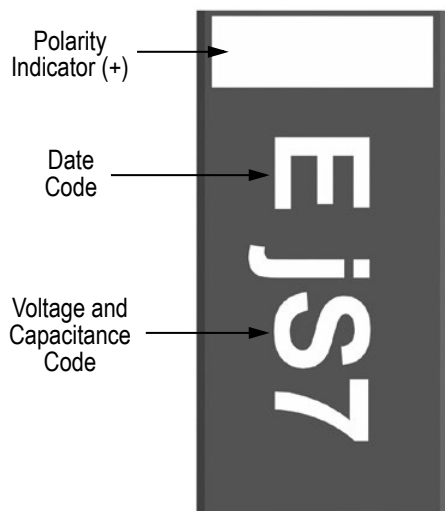 Polarity
Indicator (+)
Date
Code
Voltage and
Capacitance
Code
E jS7